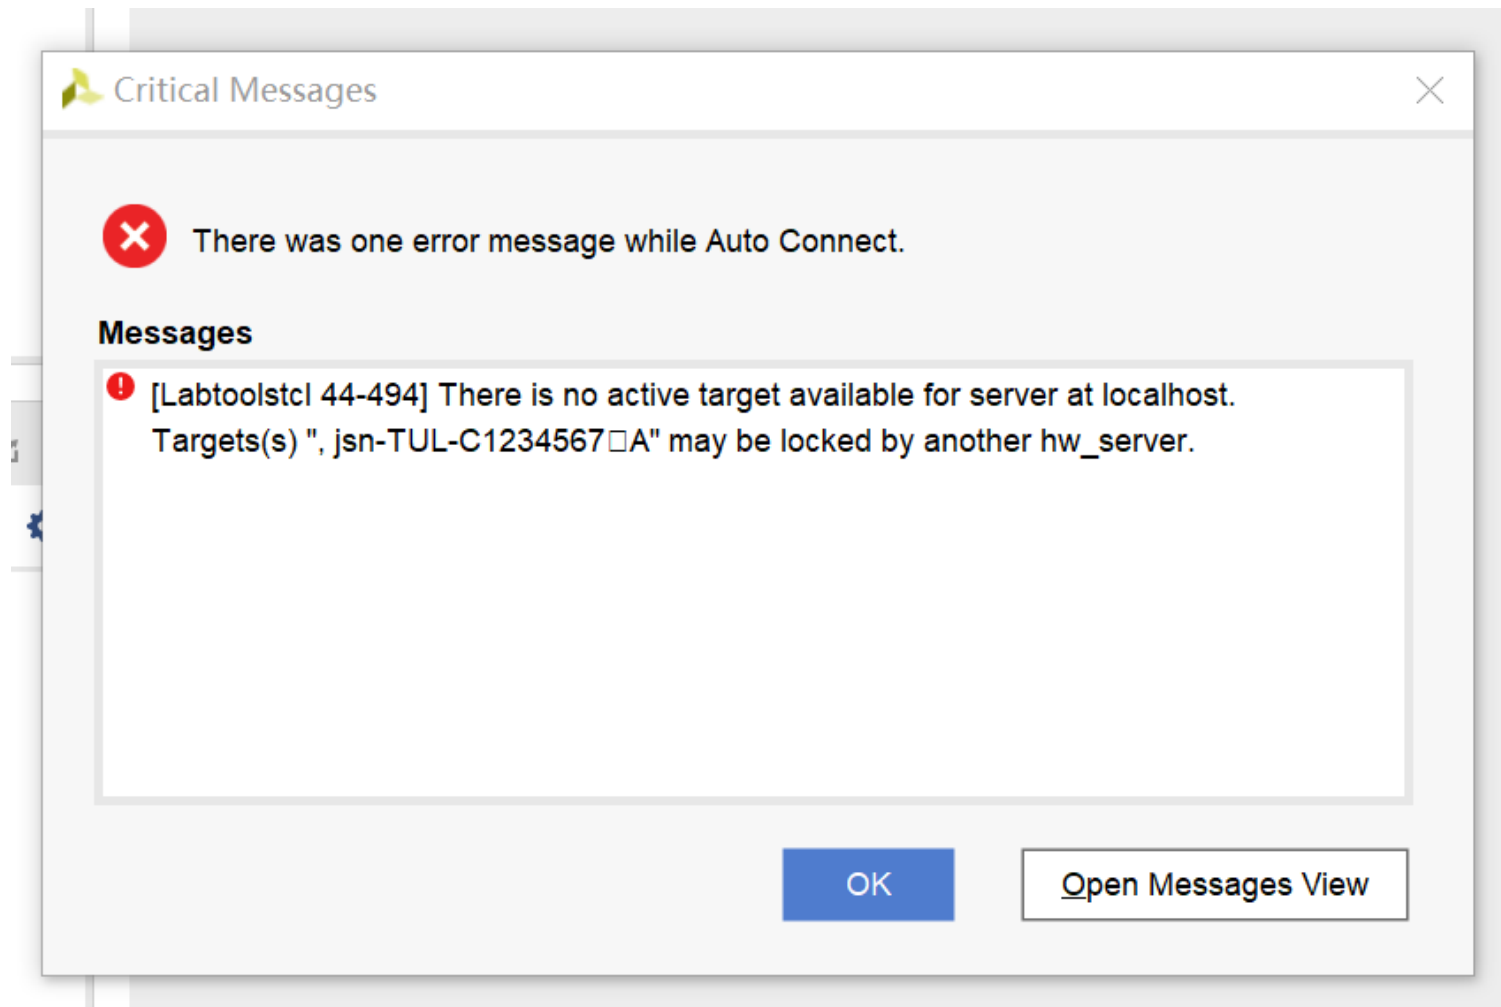 Critical Messages
There was one error message while Auto Connect.
Messages
[Labtoolstcl 44-494] There is no active target available for server at localhost.
Targets(s) ", jsn-TUL-C1234567□A" may be locked by another hw_server.
OK
Open Messages View